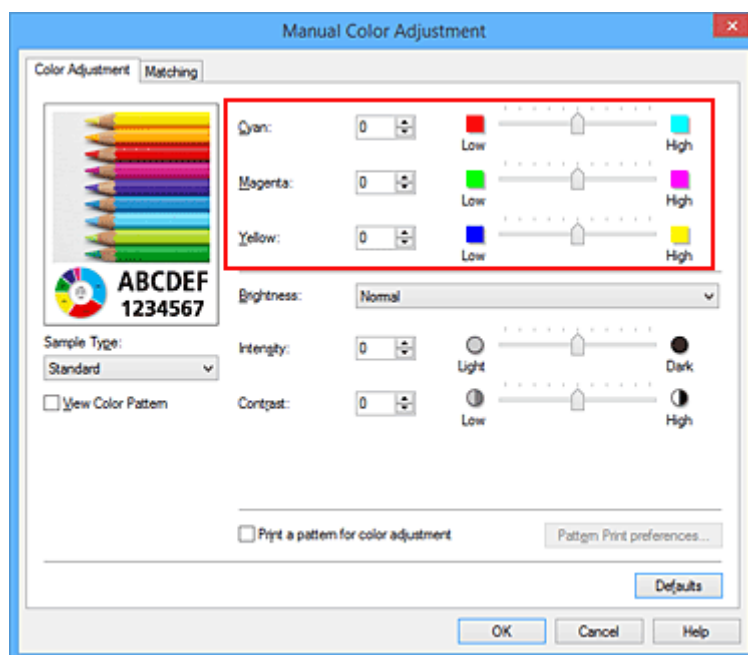 Manual Color Adjustment
Color Adjustment
Matching
ABCDEF
1234567
Sample Type:
Standard
View Color Pattern
Cyan: 0
Low High
Magenta: 0
Low High
Yellow: 0
Low High
Brightness: Normal
Intensity: 0
Light Dark
Contrast: 0
Low High
Print a pattern for color adjustment
Pattern Print preferences...
Defaults
OK Cancel Help